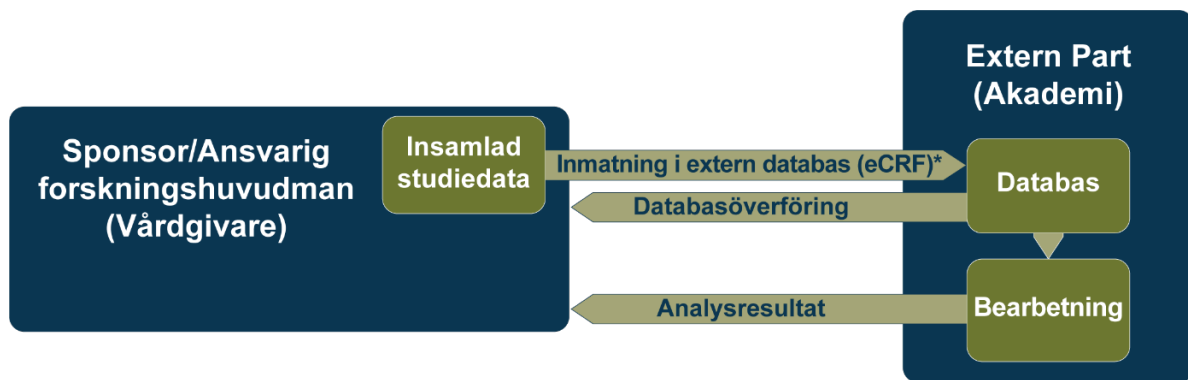 Sponsor/Ansvarig
forskningshuvudman
(Vårdgivare)
Insamlad
studiedata
Inmatning i extern databas (eCRF)*
Databasöverföring
Analysresultat
Extern Part
(Akademi)
Databas
Bearbetning